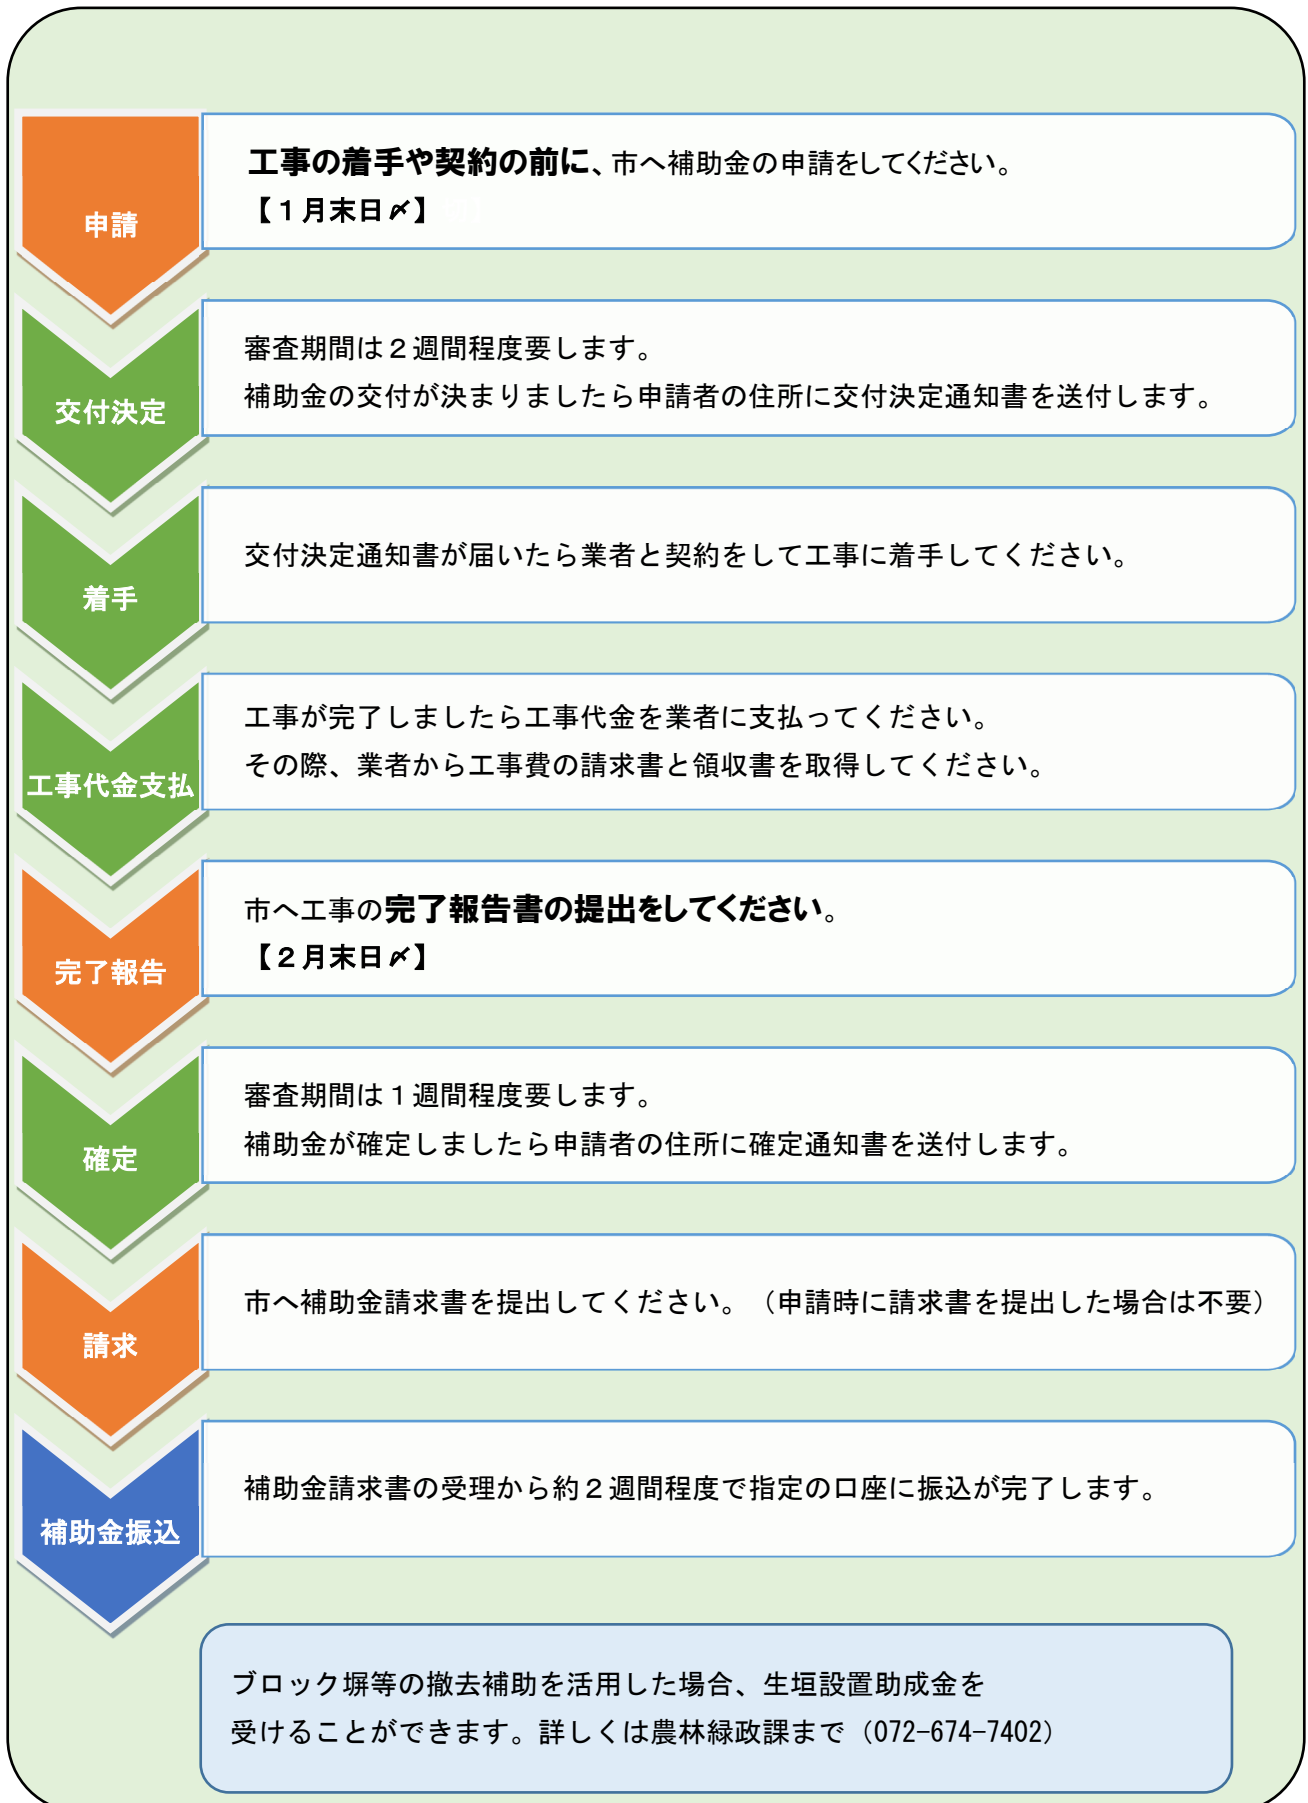 申請
工事の着手や契約の前に、市へ補助金の申請をしてください。
【１月末日〆】
交付決定
審査期間は２週間程度要します。
補助金の交付が決まりましたら申請者の住所に交付決定通知書を送付します。
着手
交付決定通知書が届いたら業者と契約をして工事に着手してください。
工事代金支払
工事が完了しましたら工事代金を業者に支払ってください。
その際、業者から工事費の請求書と領収書を取得してください。
完了報告
市へ工事の完了報告書の提出をしてください。
【２月末日〆】
確定
審査期間は１週間程度要します。
補助金が確定しましたら申請者の住所に確定通知書を送付します。
請求
市へ補助金請求書を提出してください。（申請時に請求書を提出した場合は不要）
補助金振込
補助金請求書の受理から約２週間程度で指定の口座に振込が完了します。
ブロック塀等の撤去補助を活用した場合、生垣設置助成金を
受けることができます。詳しくは農林緑政課まで（072-674-7402）